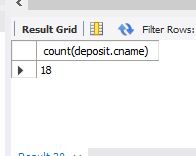 Result Grid Filter Rows:
count(deposit.cname)
18